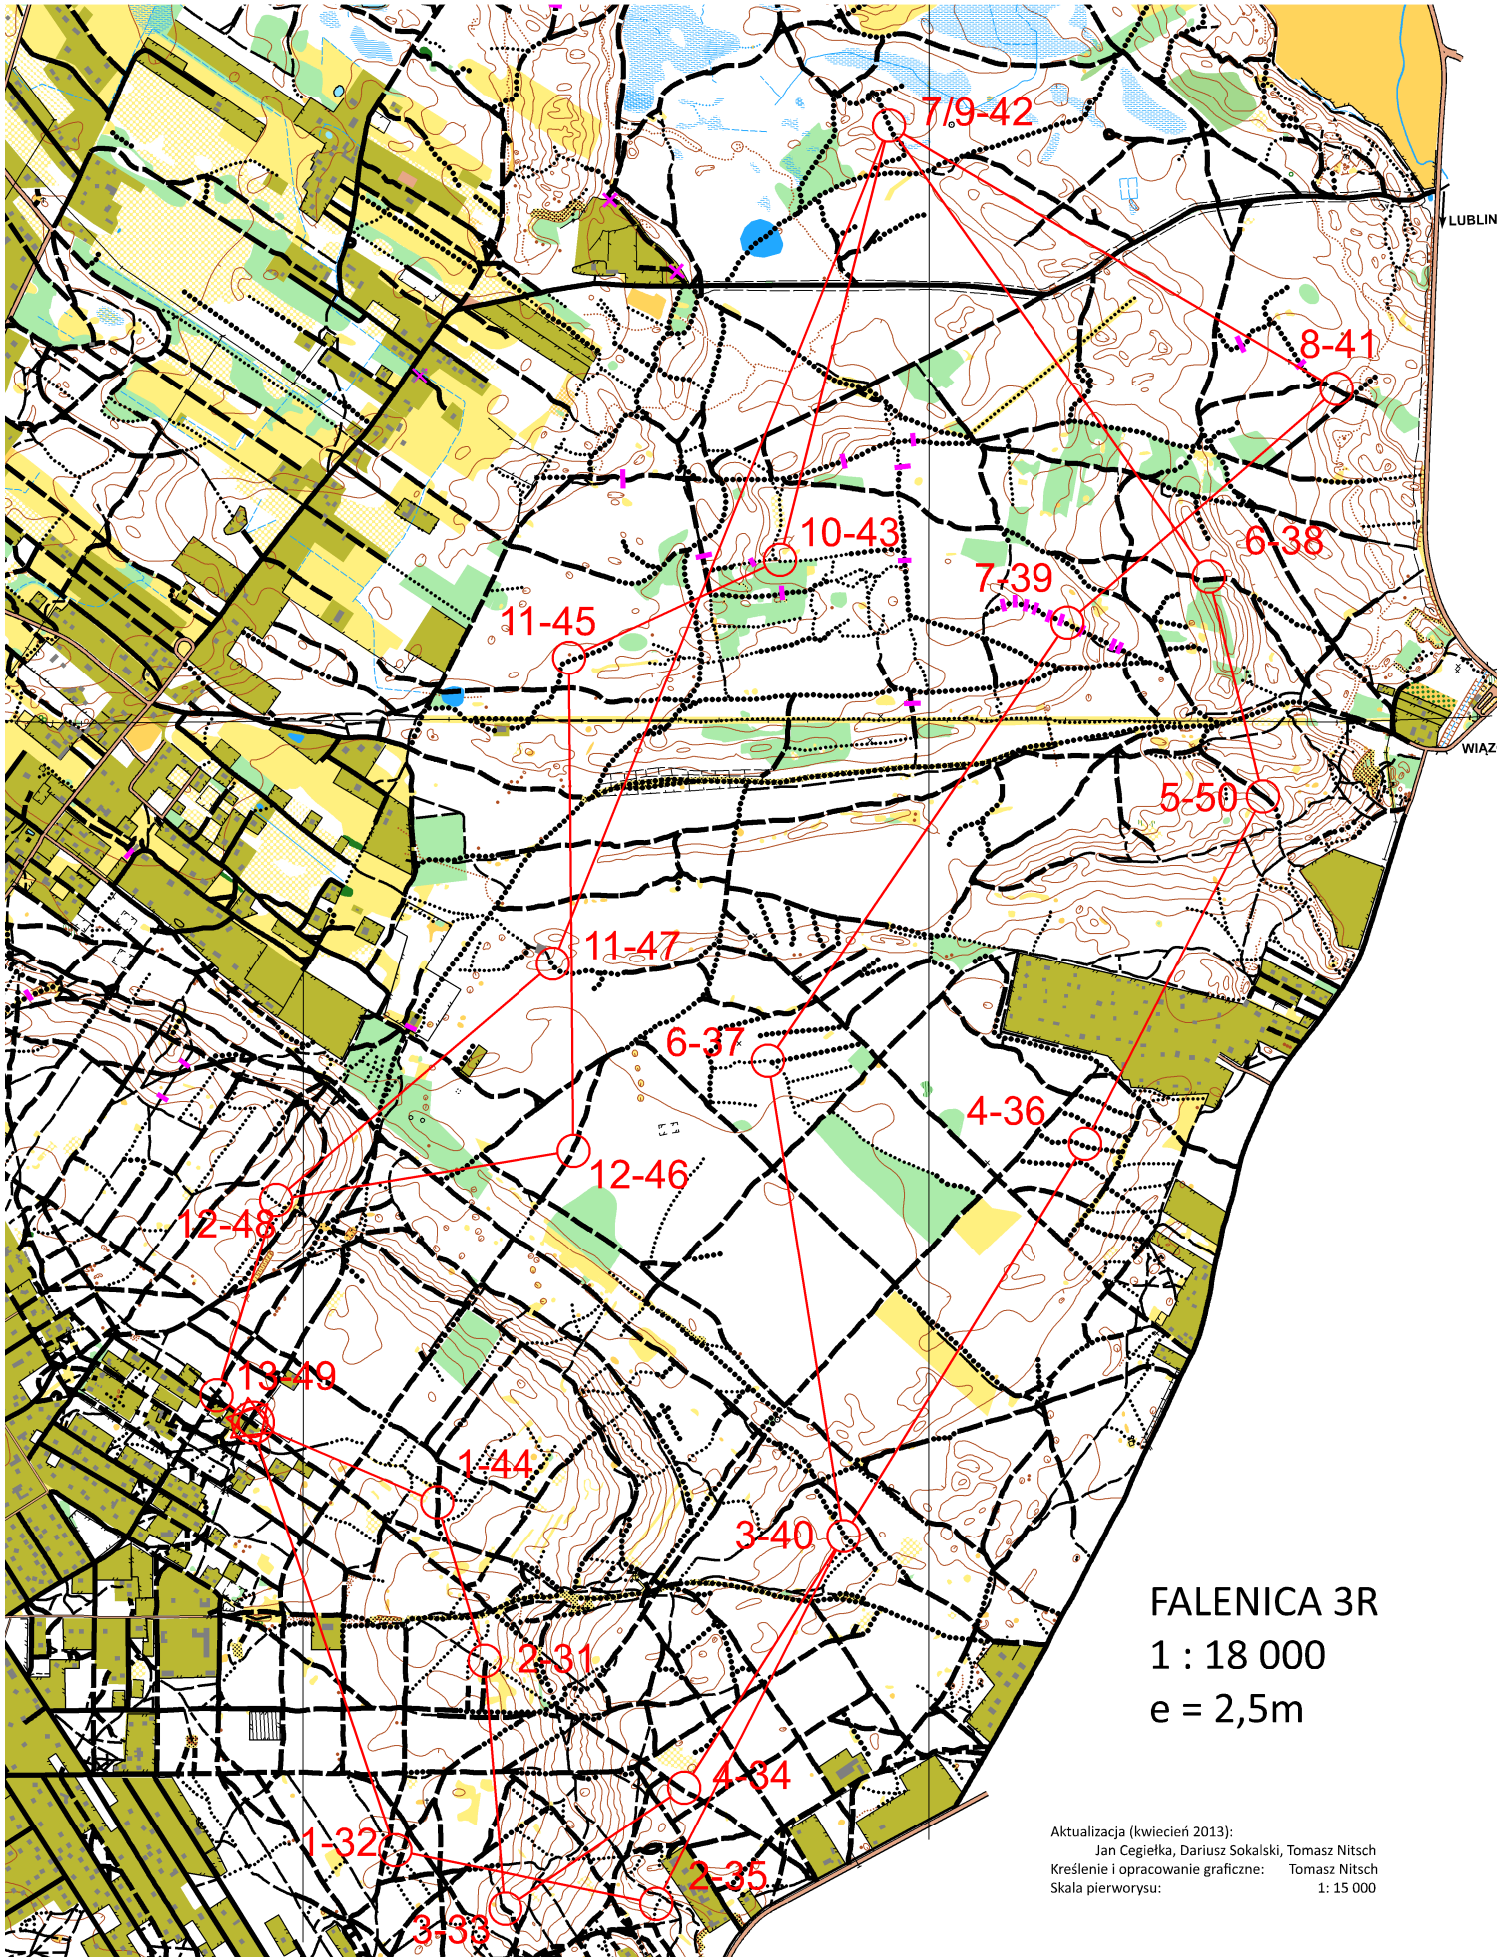 7/9-42
LUBLIN
8-41
10-43
6-38
7-39
11-45
WIĄZ
5-50
11-47
6-37
4-36
12-46
12-48
13-49
1-44
3-40
FALENICA 3R
1 : 18 000
e = 2,5m
2-31
4-34
1-32
2-35
3-33
Aktualizacja (kwiecień 2013):
Jan Cegiełka, Dariusz Sokalski, Tomasz Nitsch
Kreślenie i opracowanie graficzne: Tomasz Nitsch
Skala pierworysu: 1: 15 000